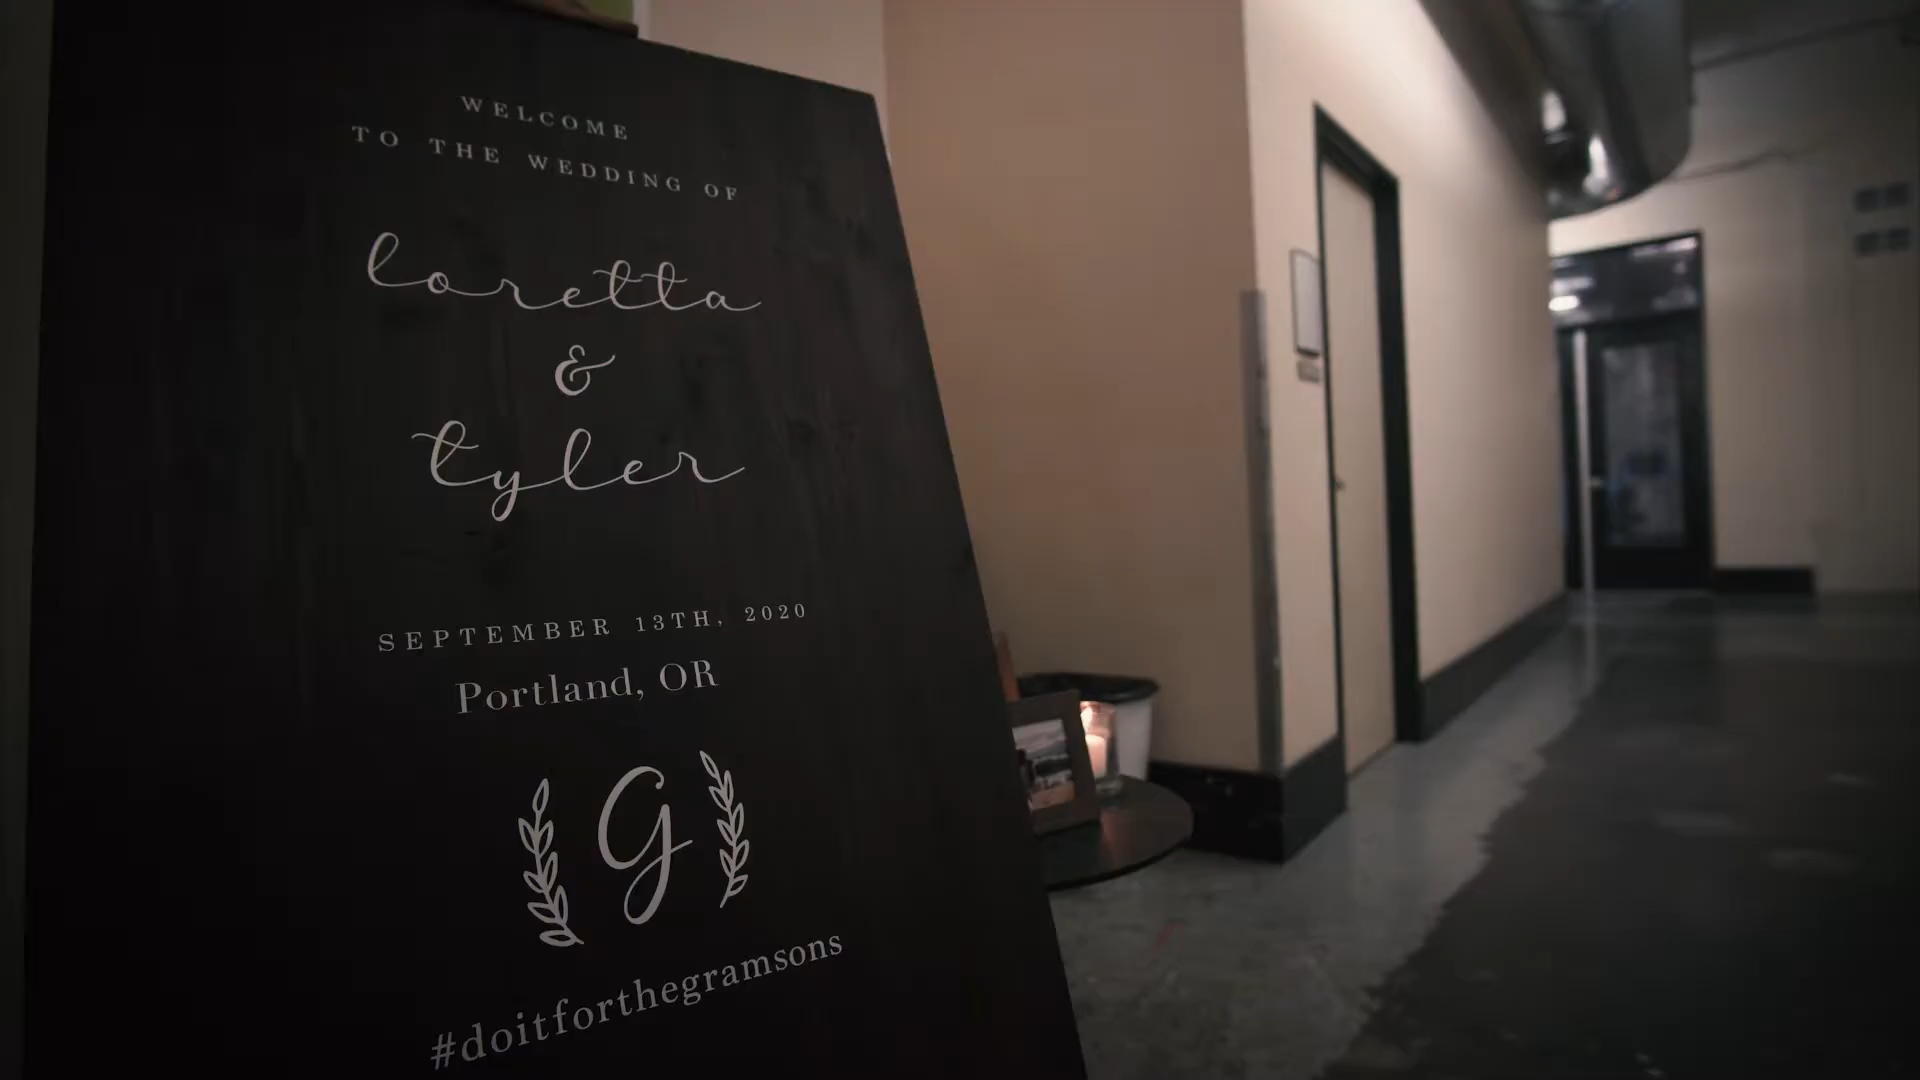 WELCOME
TO THE WEDDING OF
loretta
&
tyler
SEPTEMBER 13TH, 2020
Portland, OR
G
#doitforthegramsons